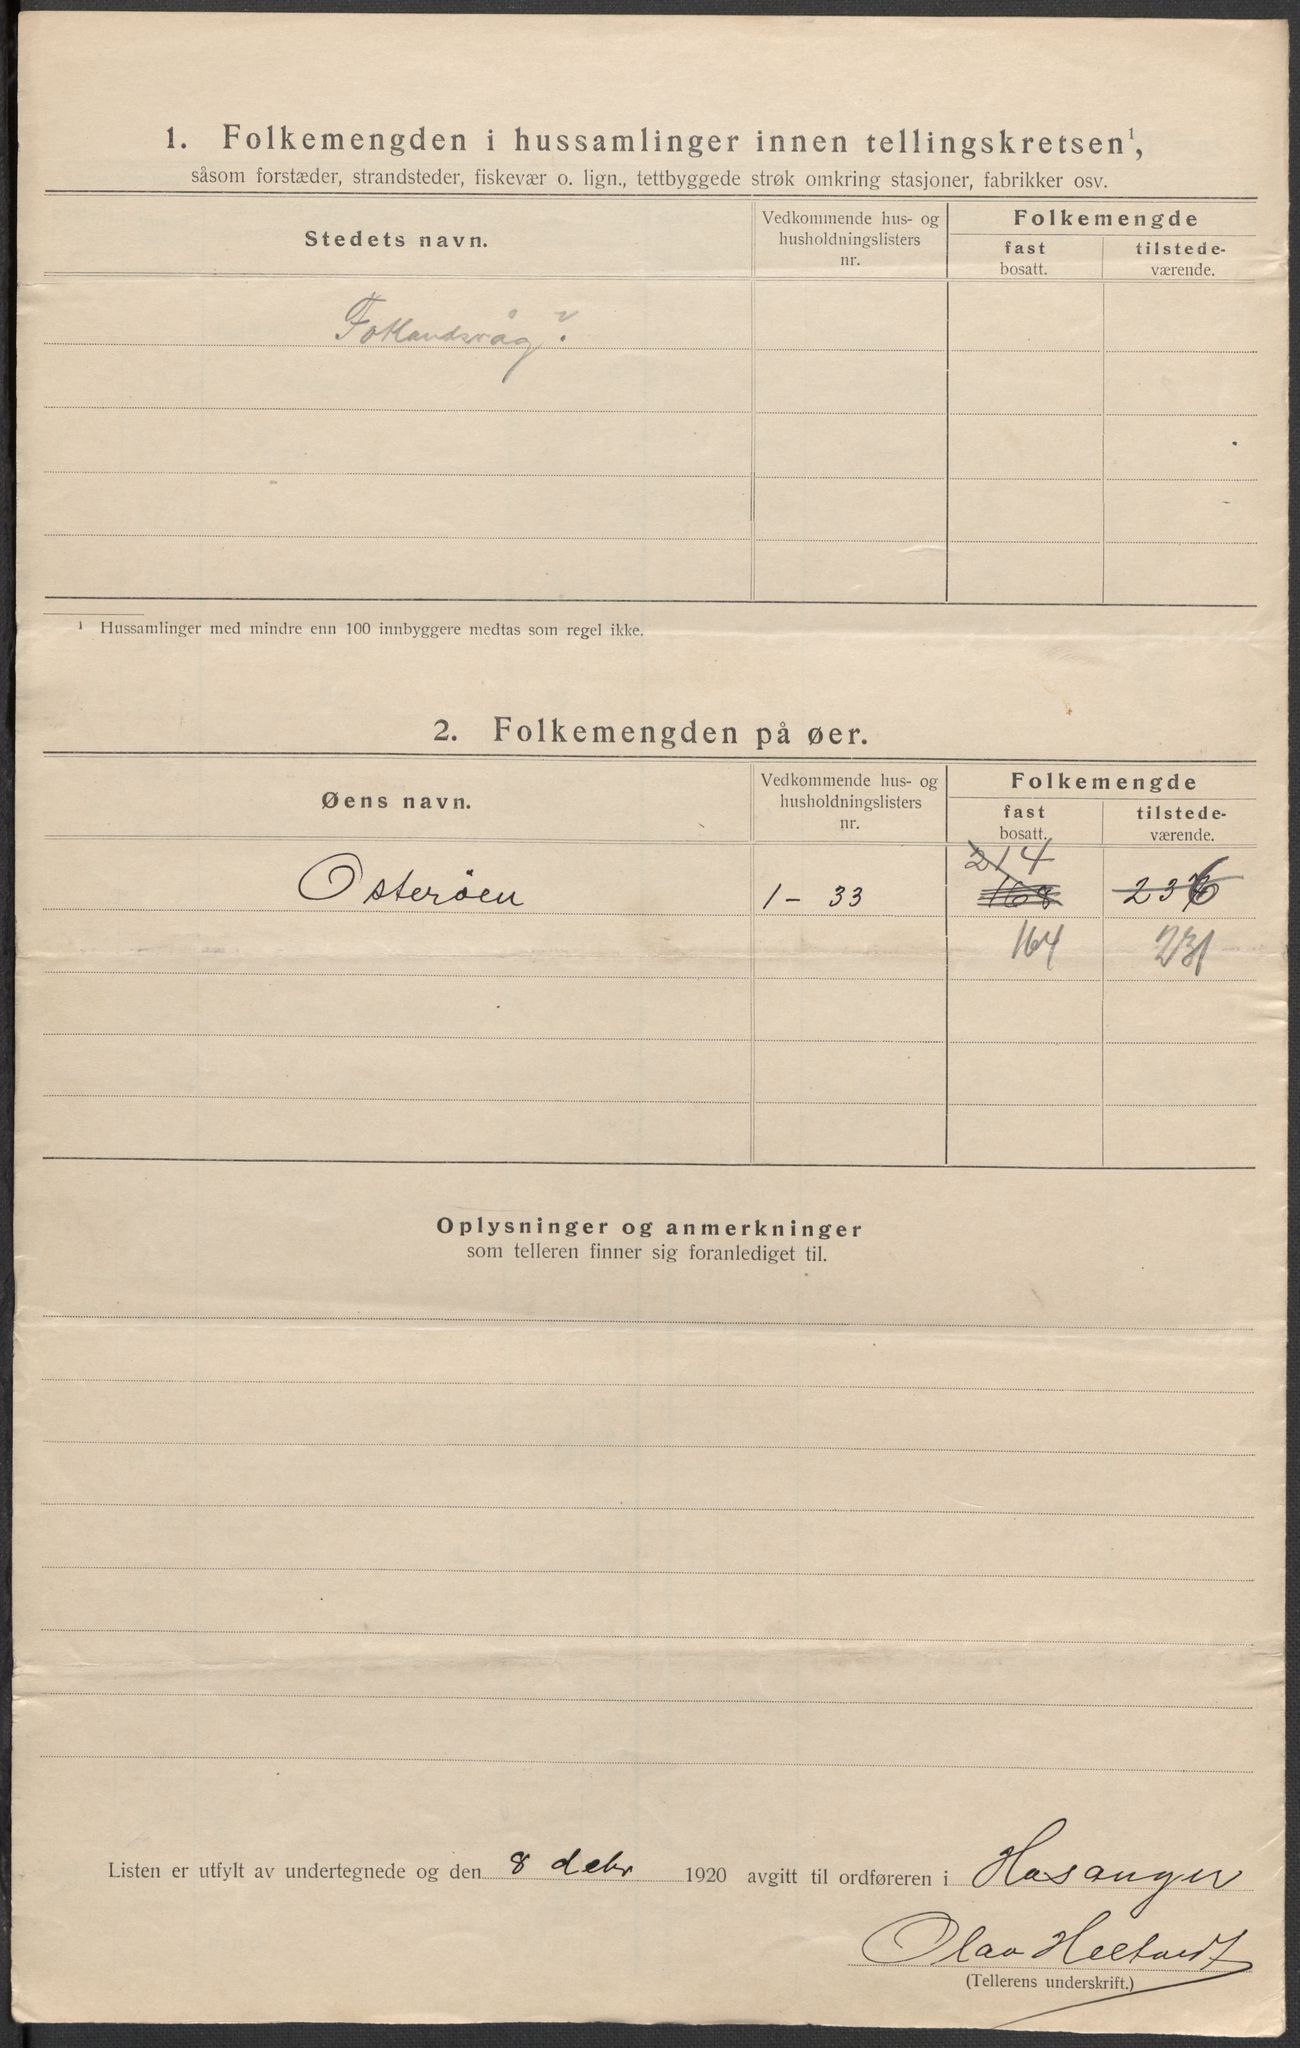 1. Folkemengden i hussamlinger innen tellingskretsen¹,
såsom forstæder, strandsteder, fiskevær o. lign., tettbyggede strøk omkring stasjoner, fabrikker osv.
Stedets navn.
Vedkommende hus- og
husholdningslisters
nr.
Folkemengde
fast
bosatt.
tilstede-
værende.
Fotlandsvåg?
¹ Hussamlinger med mindre enn 100 innbyggere medtas som regel ikke.
2. Folkemengden på øer.
Øens navn.
Vedkommende hus- og
husholdningslisters
nr.
Folkemengde
fast
bosatt.
tilstede-
værende.
214
Osterøen 1 - 33 168 236
164 231
Oplysninger og anmerkninger
som telleren finner sig foranlediget til.
Listen er utfylt av undertegnede og den 8 debr 1920 avgitt til ordføreren i Hosanger
Olav
(Tellerens underskrift.)